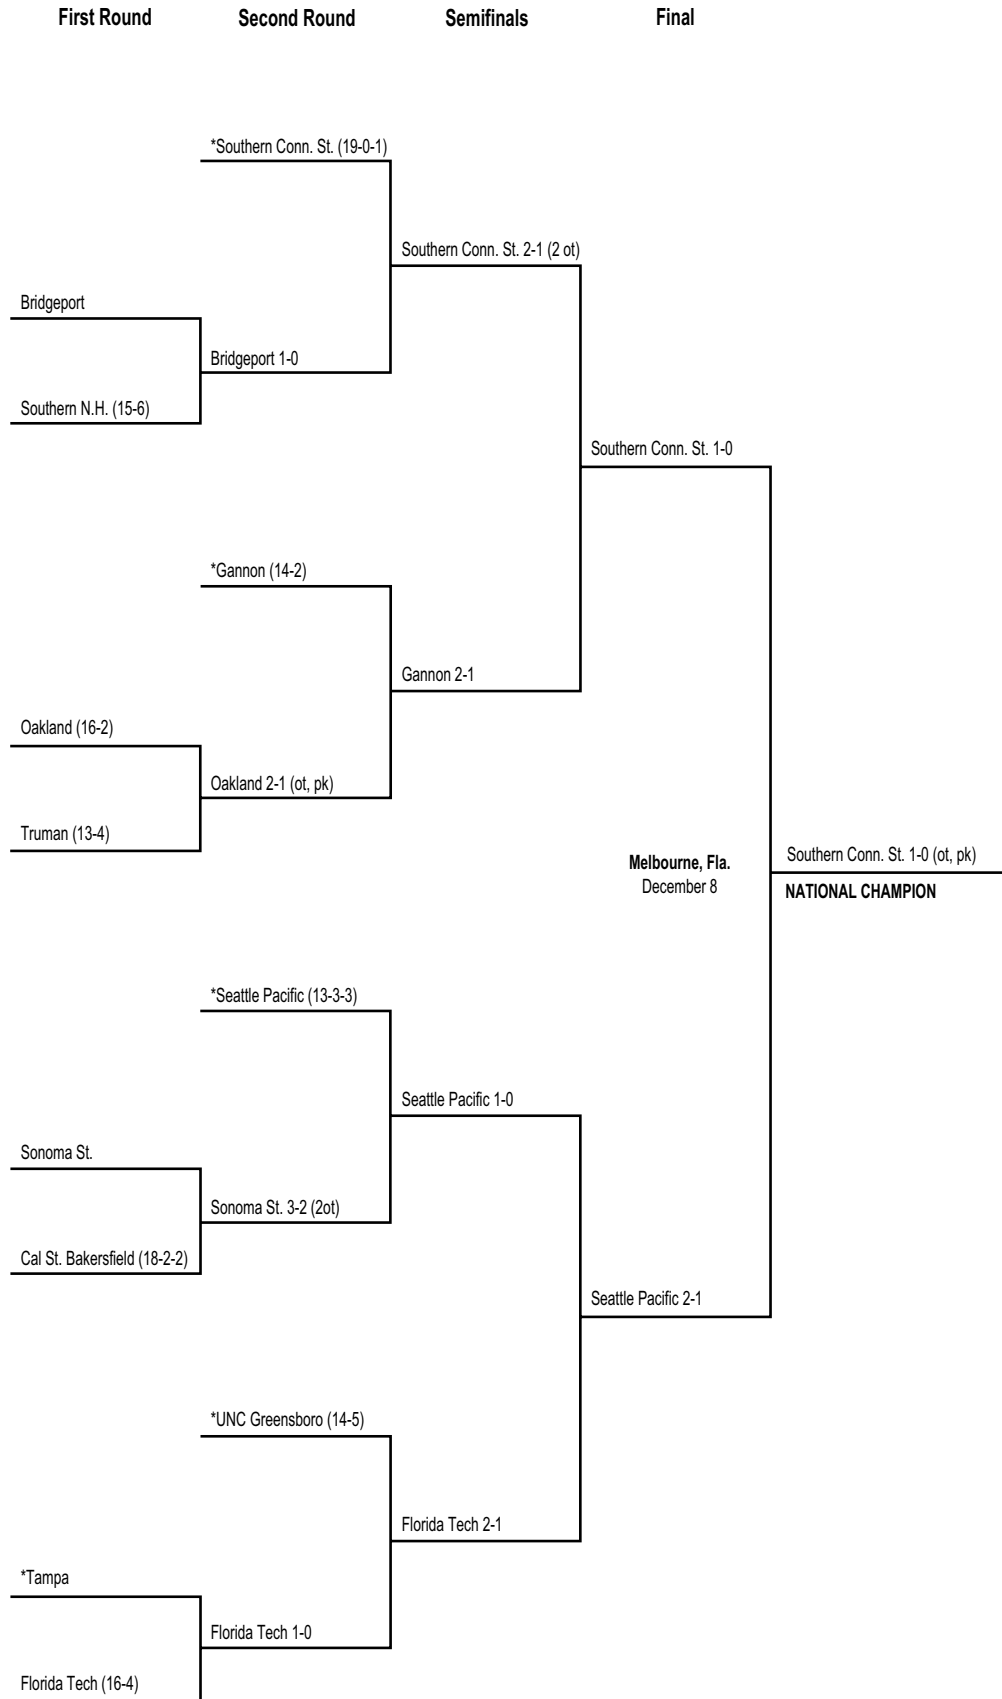 First Round
Second Round
Semifinals
Final
*Southern Conn. St. (19-0-1)
Southern Conn. St. 2-1 (2 ot)
Bridgeport
Bridgeport 1-0
Southern N.H. (15-6)
Southern Conn. St. 1-0
*Gannon (14-2)
Gannon 2-1
Oakland (16-2)
Oakland 2-1 (ot, pk)
Truman (13-4)
Melbourne, Fla.
December 8
Southern Conn. St. 1-0 (ot, pk)
NATIONAL CHAMPION
*Seattle Pacific (13-3-3)
Seattle Pacific 1-0
Sonoma St.
Sonoma St. 3-2 (2ot)
Cal St. Bakersfield (18-2-2)
Seattle Pacific 2-1
*UNC Greensboro (14-5)
Florida Tech 2-1
*Tampa
Florida Tech 1-0
Florida Tech (16-4)